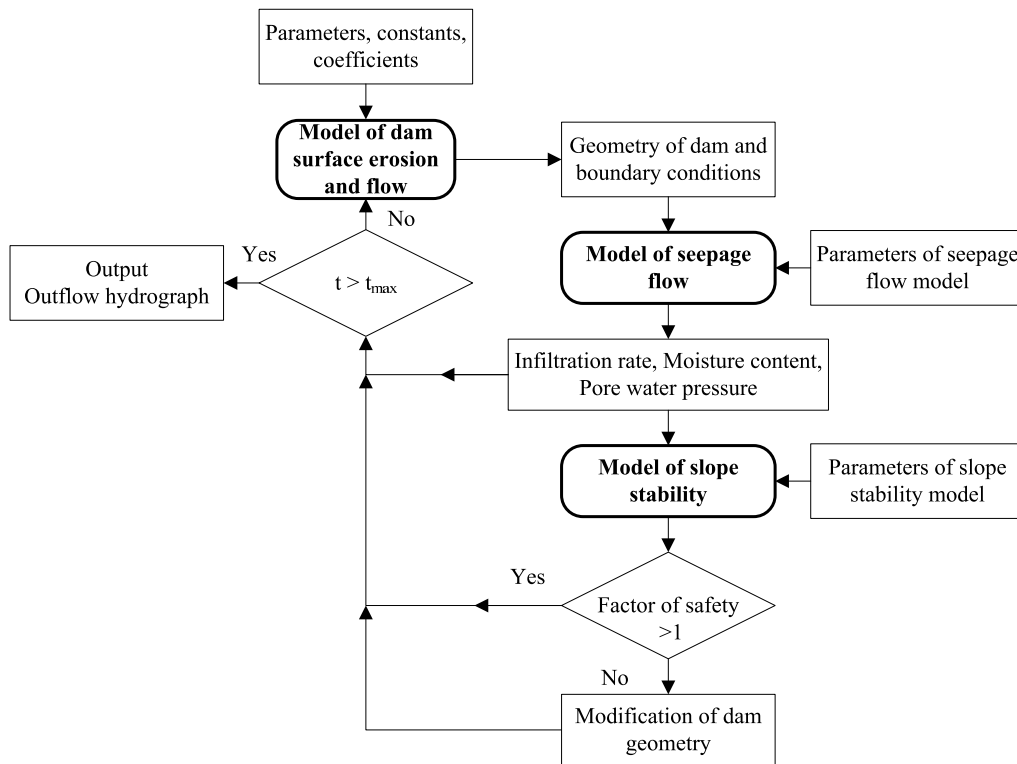 Parameters, constants,
coefficients
Model of dam
surface erosion
and flow
Geometry of dam and
boundary conditions
No
Yes
Output
Outflow hydrograph
t > tmax
Model of seepage
flow
Parameters of seepage
flow model
Infiltration rate, Moisture content,
Pore water pressure
Model of slope
stability
Parameters of slope
stability model
Yes
Factor of safety
>1
No
Modification of dam
geometry